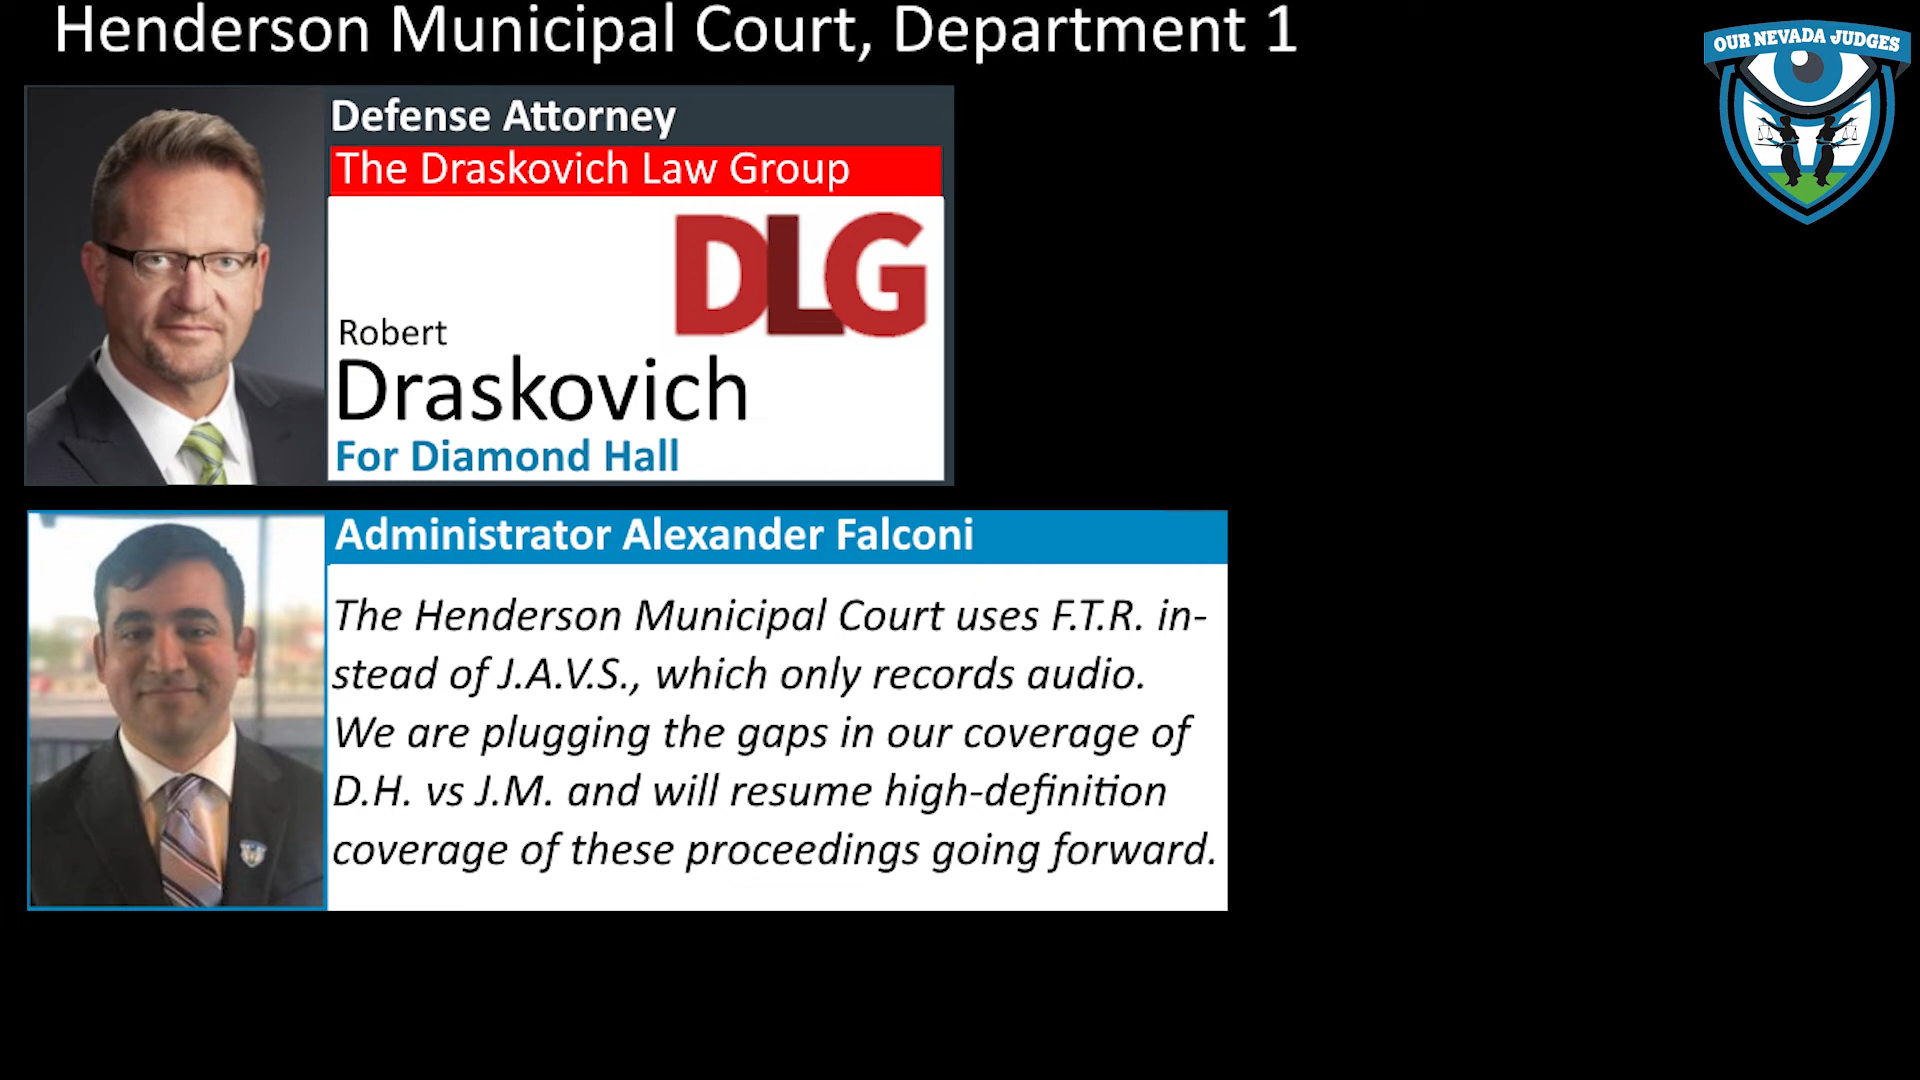 Henderson Municipal Court, Department 1
OUR NEVADA JUDGES
Defense Attorney
The Draskovich Law Group
DLG
Robert
Draskovich
For Diamond Hall
Administrator Alexander Falconi
The Henderson Municipal Court uses F.T.R. in-
stead of J.A.V.S., which only records audio.
We are plugging the gaps in our coverage of
D.H. vs J.M. and will resume high-definition
coverage of these proceedings going forward.